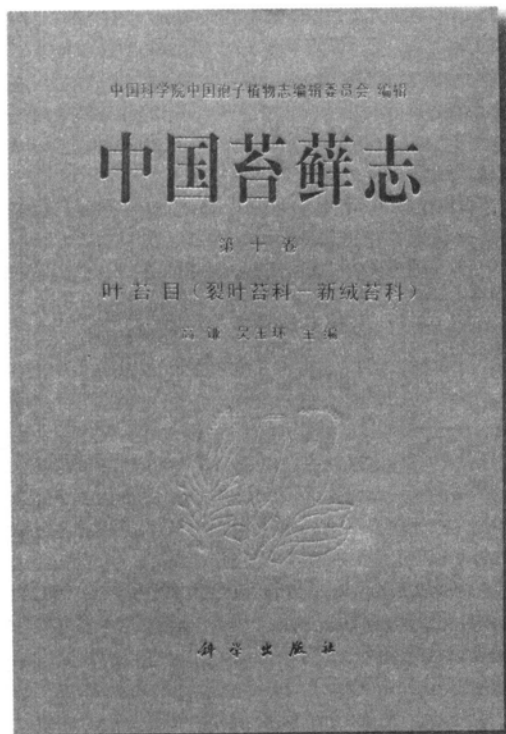 中国科学院中国孢子植物志编辑委员会 编辑
中国苔藓志
第十卷
叶苔目(裂叶苔科—新绒苔科)
高谦 吴玉环 主编
科学出版社